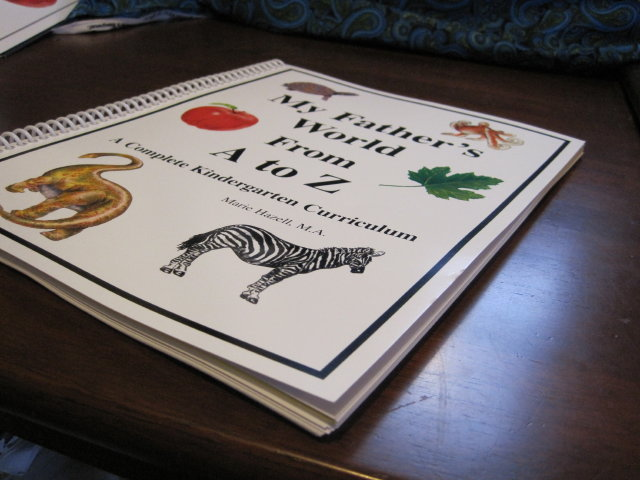 My Father's
World
From
A to Z
A Complete Kindergarten Curriculum
Marie Hazell, M.A.